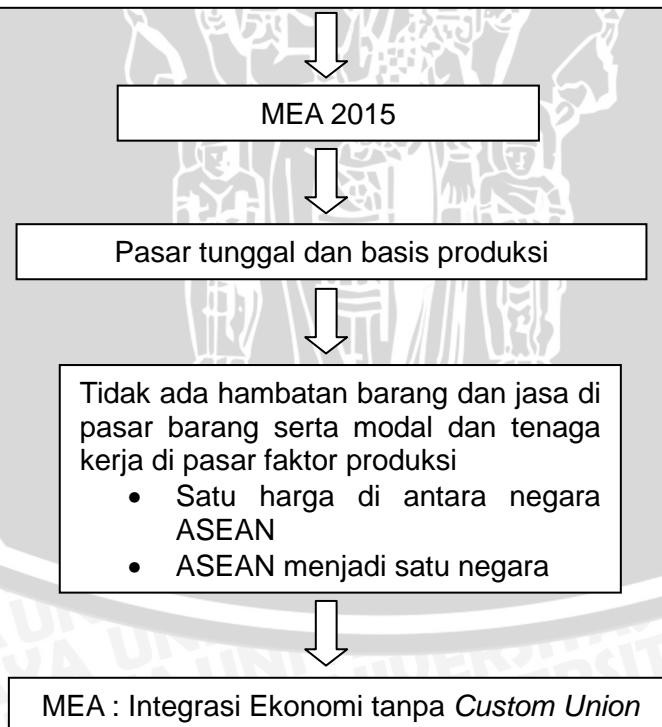 MEA 2015
Pasar tunggal dan basis produksi
Tidak ada hambatan barang dan jasa di
pasar barang serta modal dan tenaga
kerja di pasar faktor produksi
• Satu harga di antara negara
ASEAN
• ASEAN menjadi satu negara
MEA : Integrasi Ekonomi tanpa Custom Union